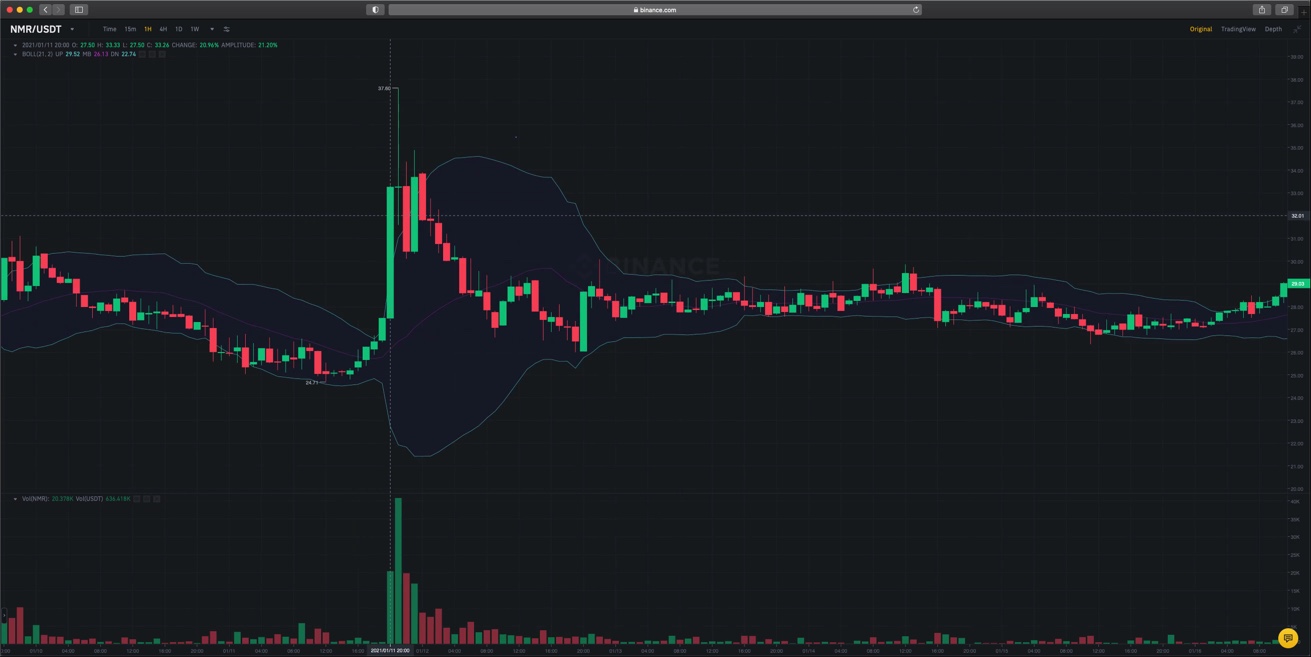 binance.com
NMR/USDT
Time 15m 1H 4H 1D 1W
Original TradingView Depth
2021/01/11 20:00 O: 27.50 H: 33.33 L: 27.50 C: 33.26 CHANGE: 20.96% AMPLITUDE: 21.20%
BOLL(21, 2) UP 29.52 MB 26.13 DN 22.74
39.00
38.00
37.60
37.00
36.00
35.00
34.00
33.00
32.01
31.00
BINANCE
30.00
29.03
28.00
27.00
26.00
25.00
24.71
24.00
23.00
22.00
21.00
20.00
Vol(NMR): 20.378K Vol(USDT) 636.618K
40K
35K
30K
25K
20K
15K
10K
01/10 04:00 08:00 12:00 16:00 20:00 01/11 04:00 08:00 12:00 16:00 2021/01/11 20:00 01/12 04:00 08:00 12:00 16:00 20:00 01/13 04:00 08:00 12:00 16:00 20:00 01/14 04:00 08:00 12:00 16:00 20:00 01/15 04:00 08:00 12:00 16:00 20:00 01/16 04:00 08:00